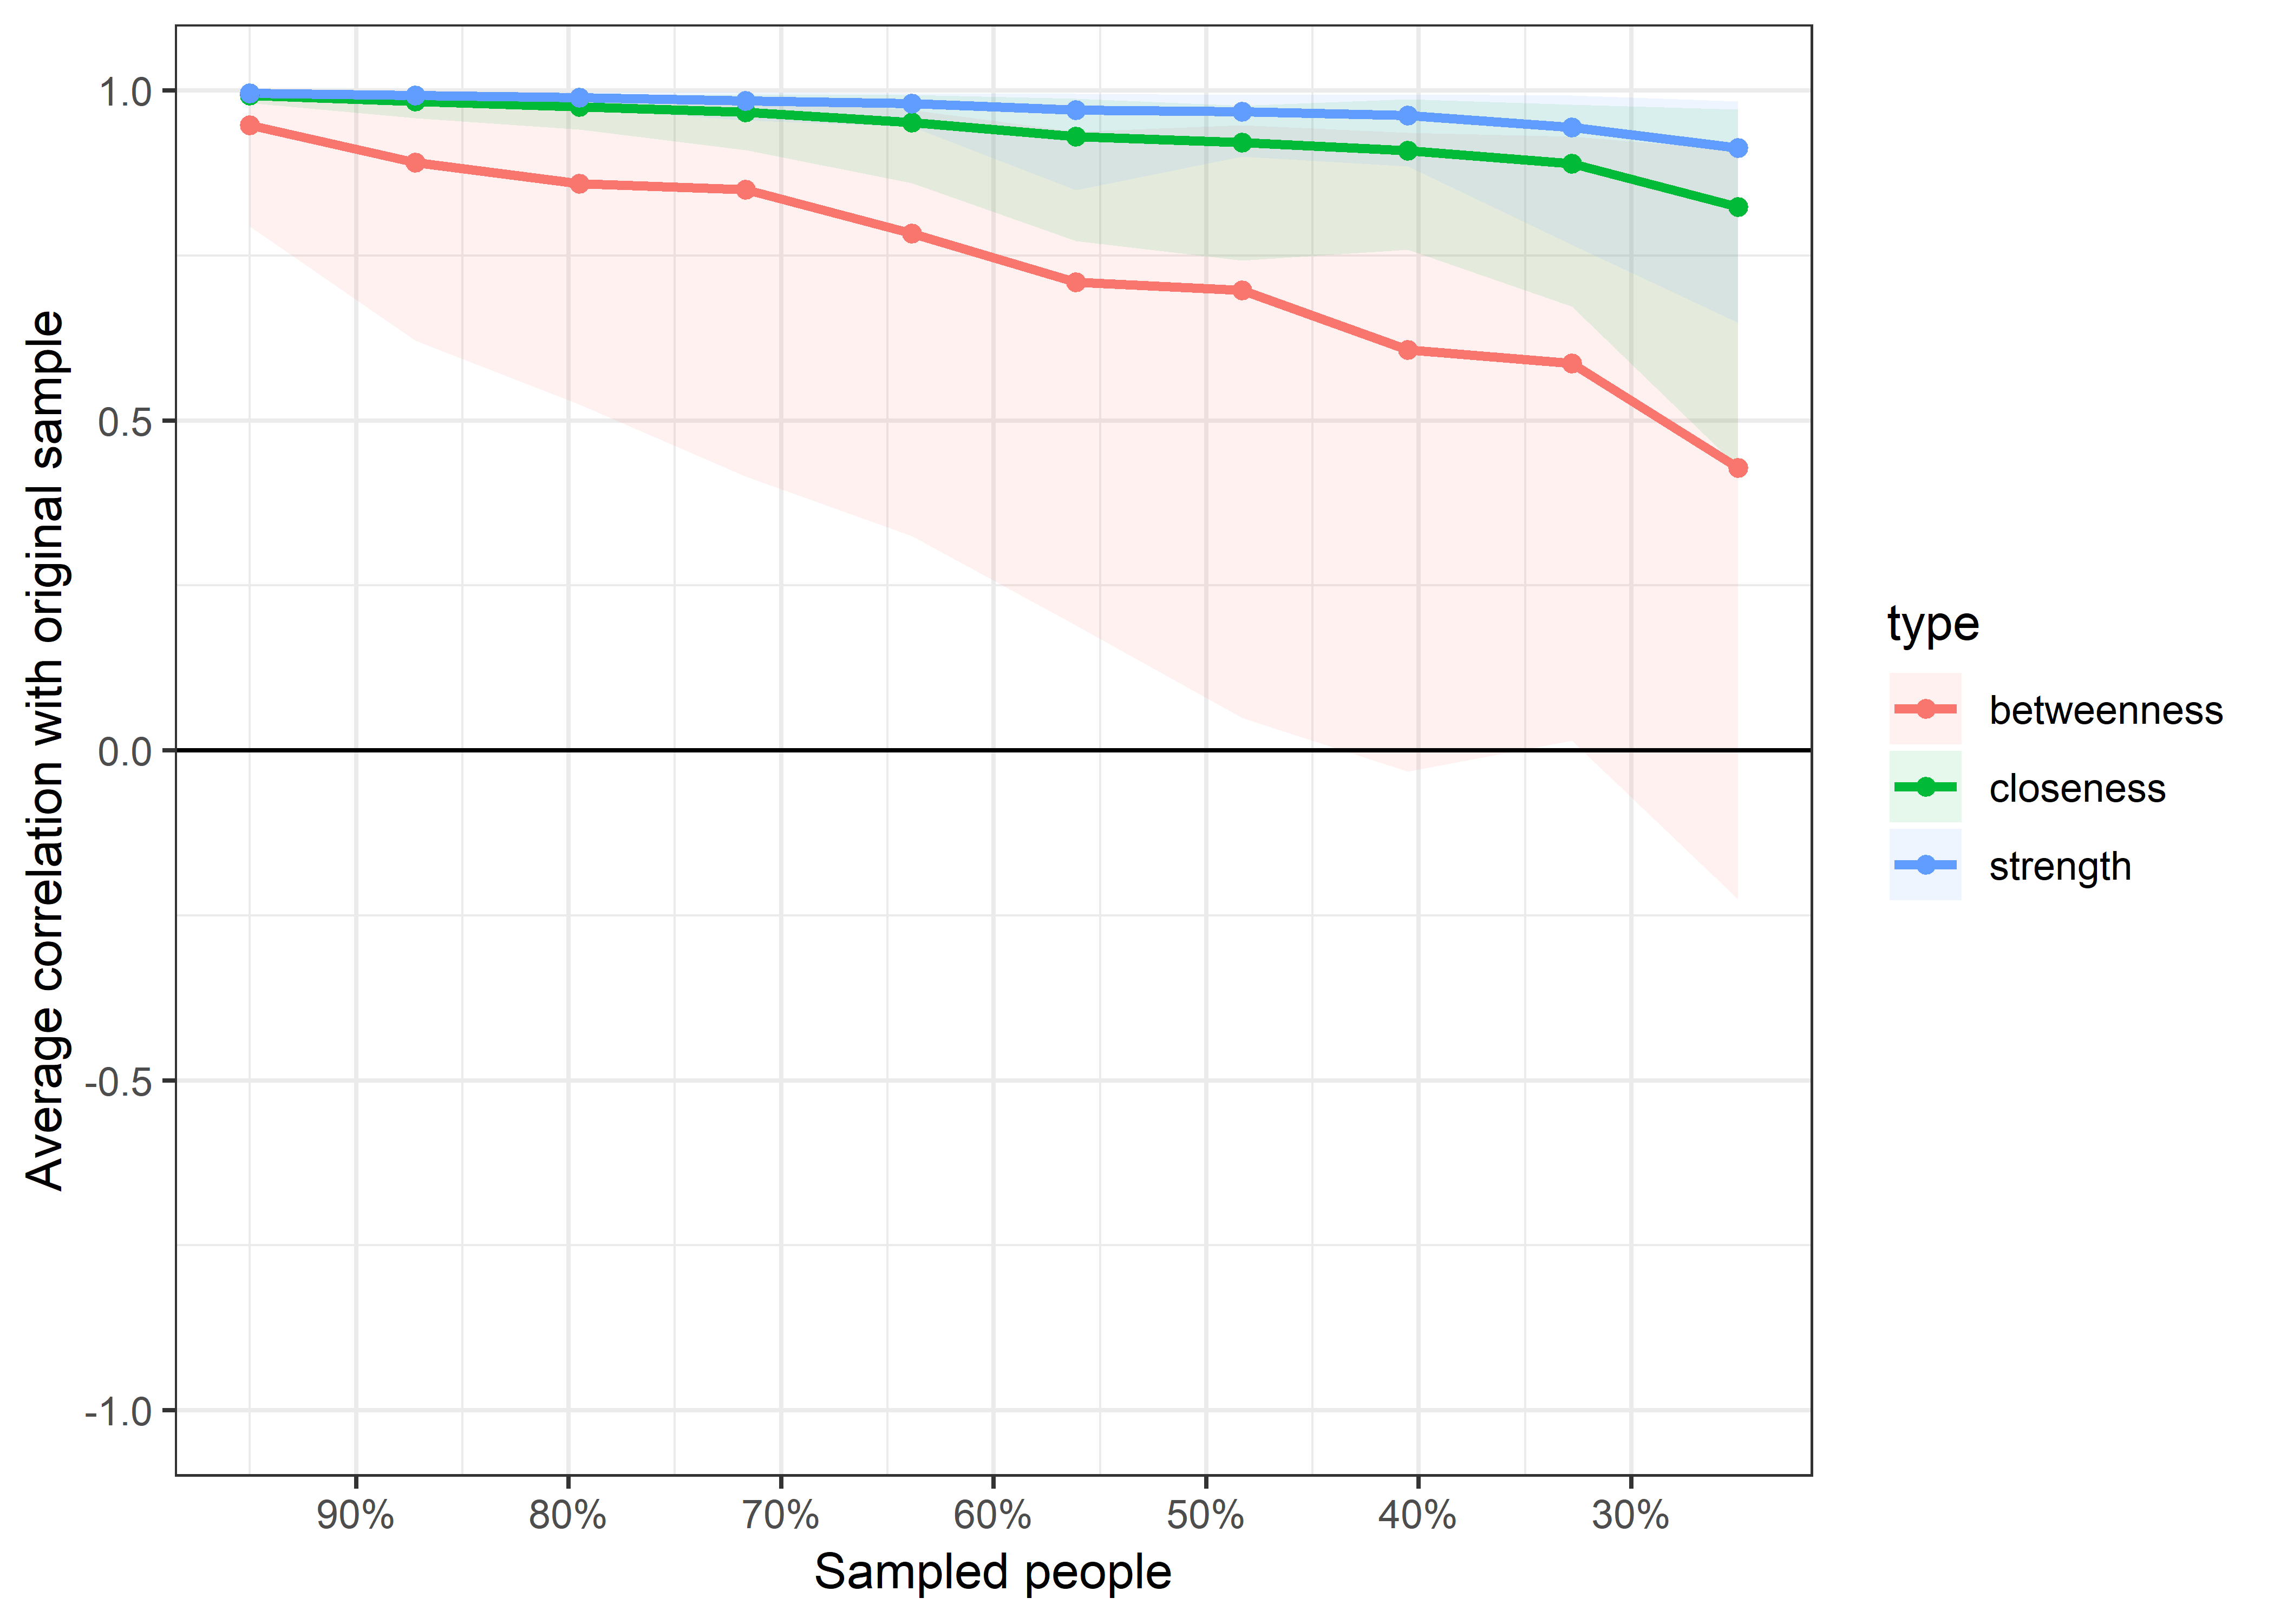 Average correlation with original sample
1.0
0.5
0.0
-0.5
-1.0
90% 80% 70% 60% 50% 40% 30%
Sampled people
type
betweenness
closeness
strength